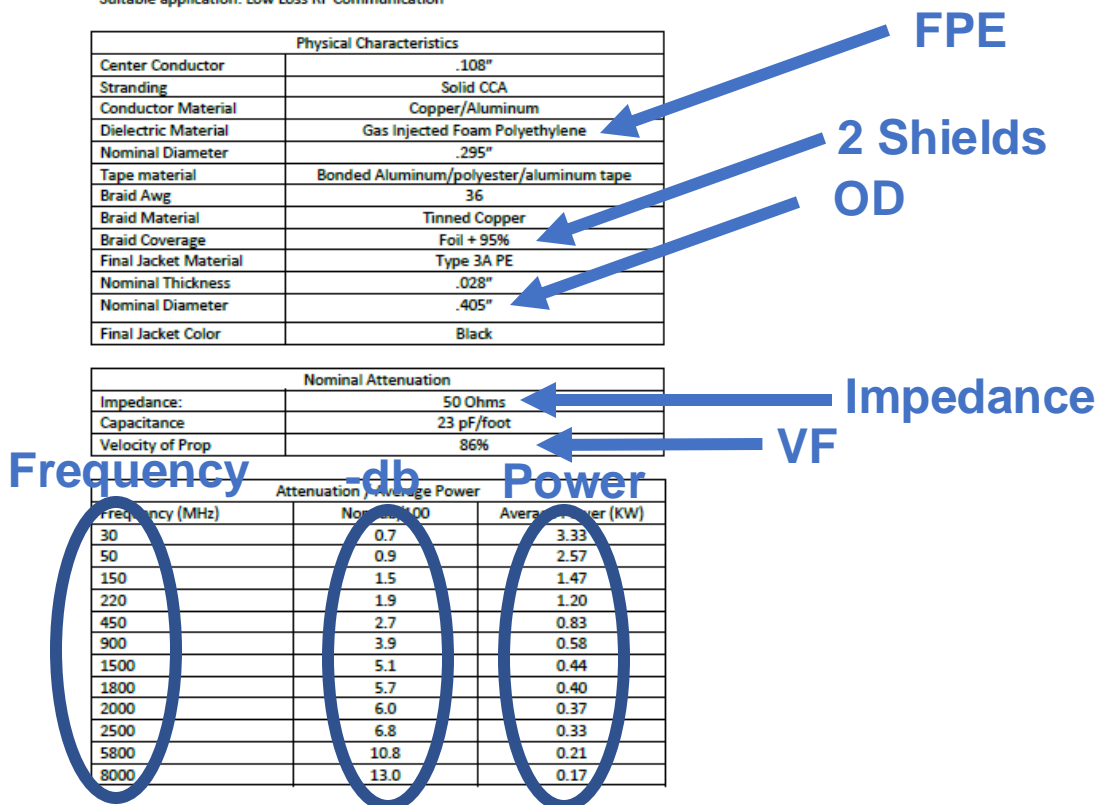 Suitable application: Low Loss RF Communication
FPE
Physical Characteristics
Center Conductor .108"
Stranding Solid CCA
Conductor Material Copper/Aluminum
Dielectric Material Gas Injected Foam Polyethylene
2 Shields
Nominal Diameter .295"
Tape material Bonded Aluminum/polyester/aluminum tape
OD
Braid Awg 36
Braid Material Tinned Copper
Braid Coverage Foil + 95%
Final Jacket Material Type 3A PE
Nominal Thickness .028"
Nominal Diameter .405"
Final Jacket Color Black
Nominal Attenuation
Impedance: 50 Ohms
Impedance
Capacitance 23 pF/foot
Velocity of Prop 86%
VF
Frequency -db Power
Attenuation / Average Power
Frequency (MHz) Average Power (KW)
30 0.7 3.33
50 0.9 2.57
150 1.5 1.47
220 1.9 1.20
450 2.7 0.83
900 3.9 0.58
1500 5.1 0.44
1800 5.7 0.40
2000 6.0 0.37
2500 6.8 0.33
5800 10.8 0.21
8000 13.0 0.17